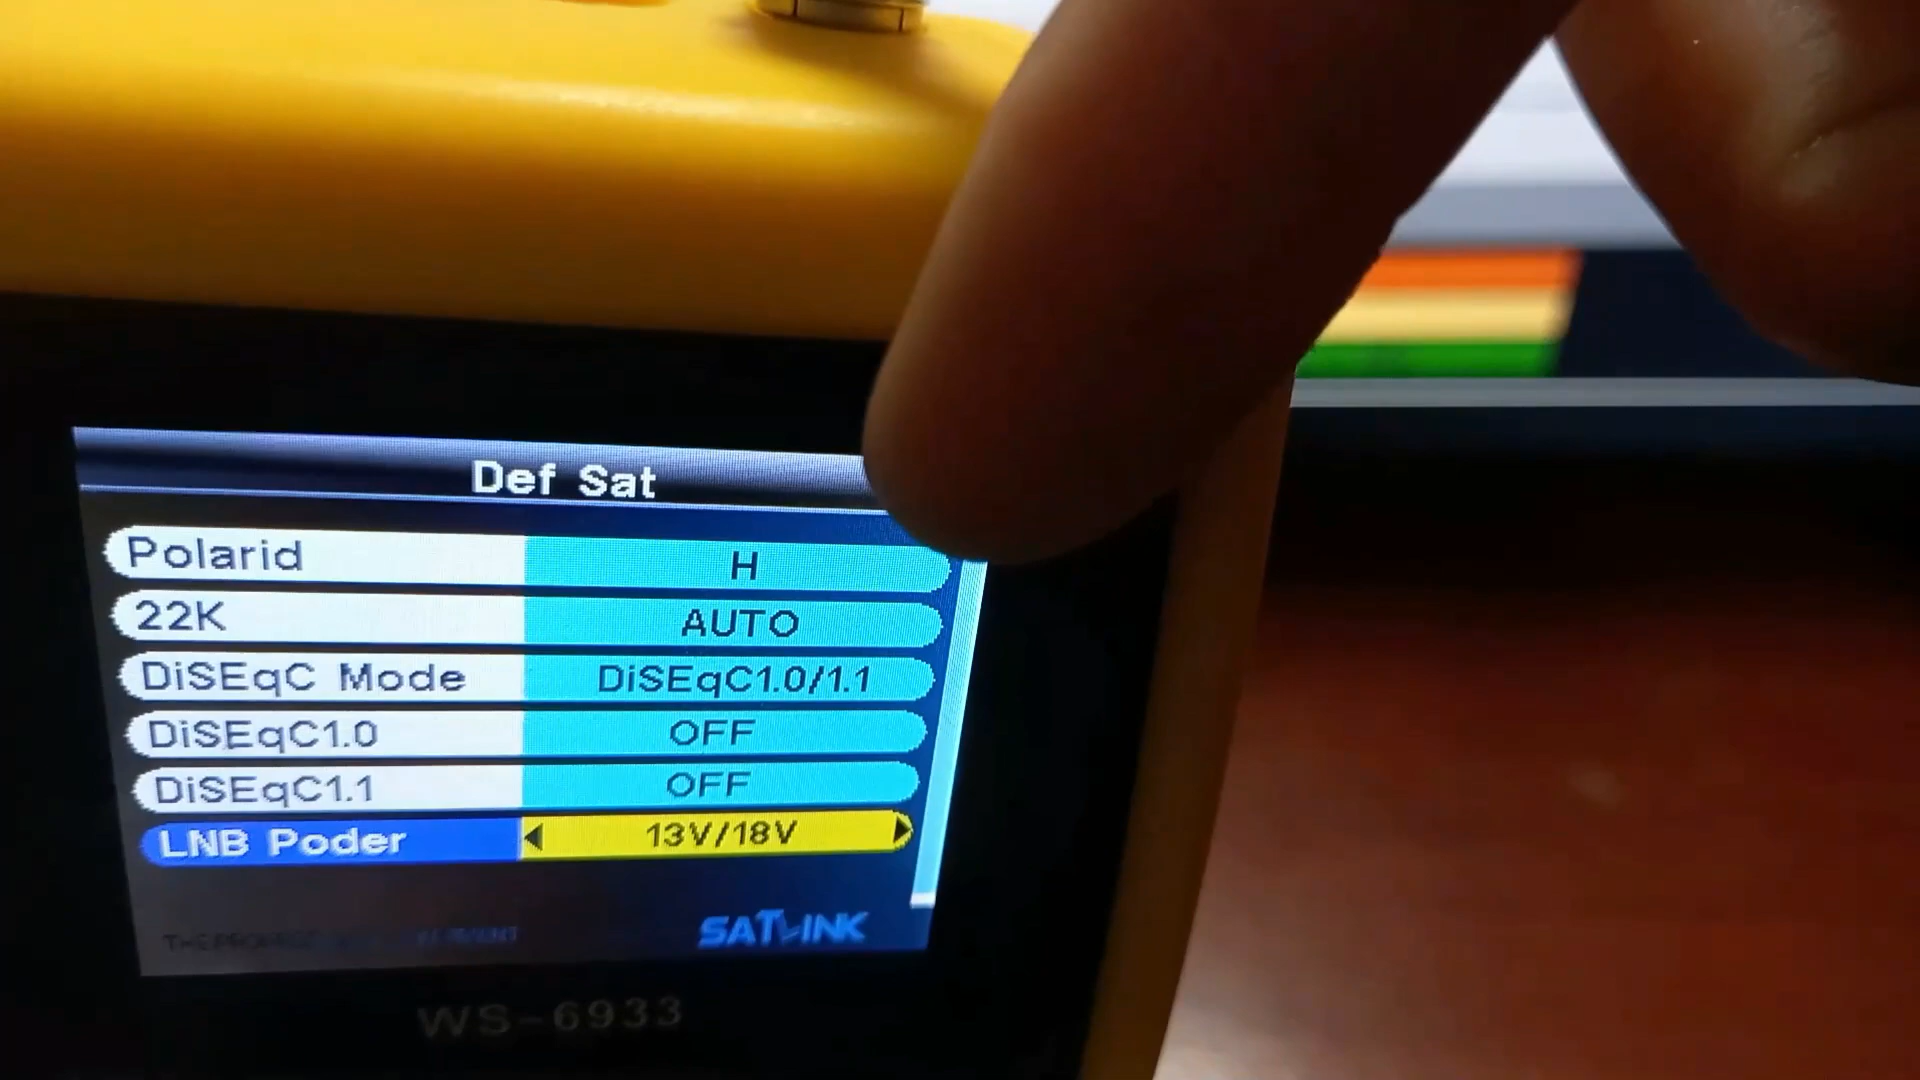 Def Sat
Polarid H
22K AUTO
DiSEqC Mode DiSEqC1.0/1.1
DiSEqC1.0 OFF
DiSEqC1.1 OFF
LNB Poder 13V/18V
SATLINK
WS-6933